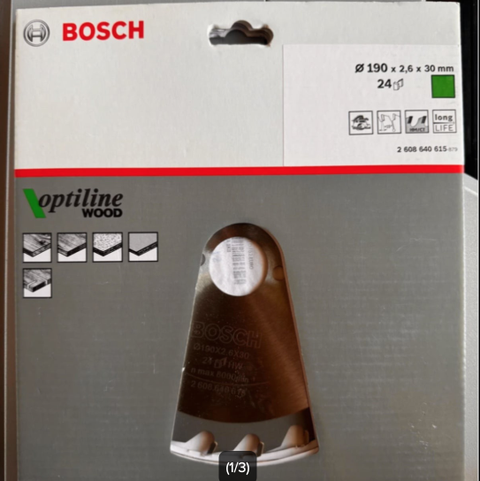 BOSCH
Ø 190 x 2,6 x 30 mm
24
long
LIFE
2 608 640 615
optiline
WOOD
BOSCH
(1/3)